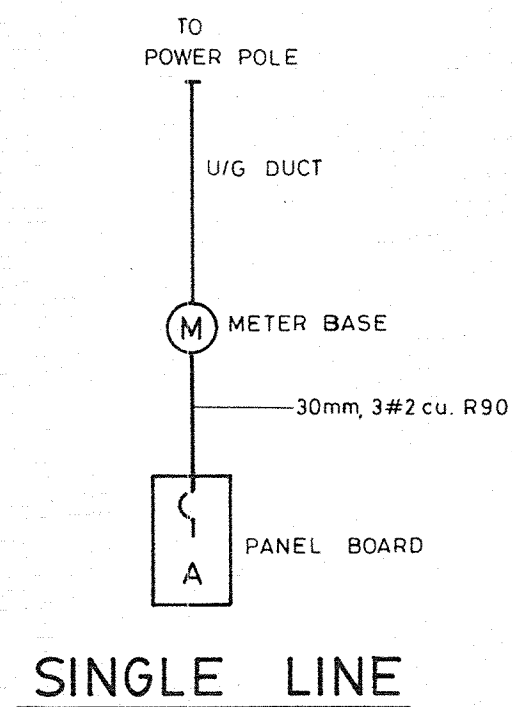 TO
POWER POLE
U/G DUCT
M METER BASE
30mm, 3#2 cu. R90
PANEL BOARD
A
SINGLE LINE